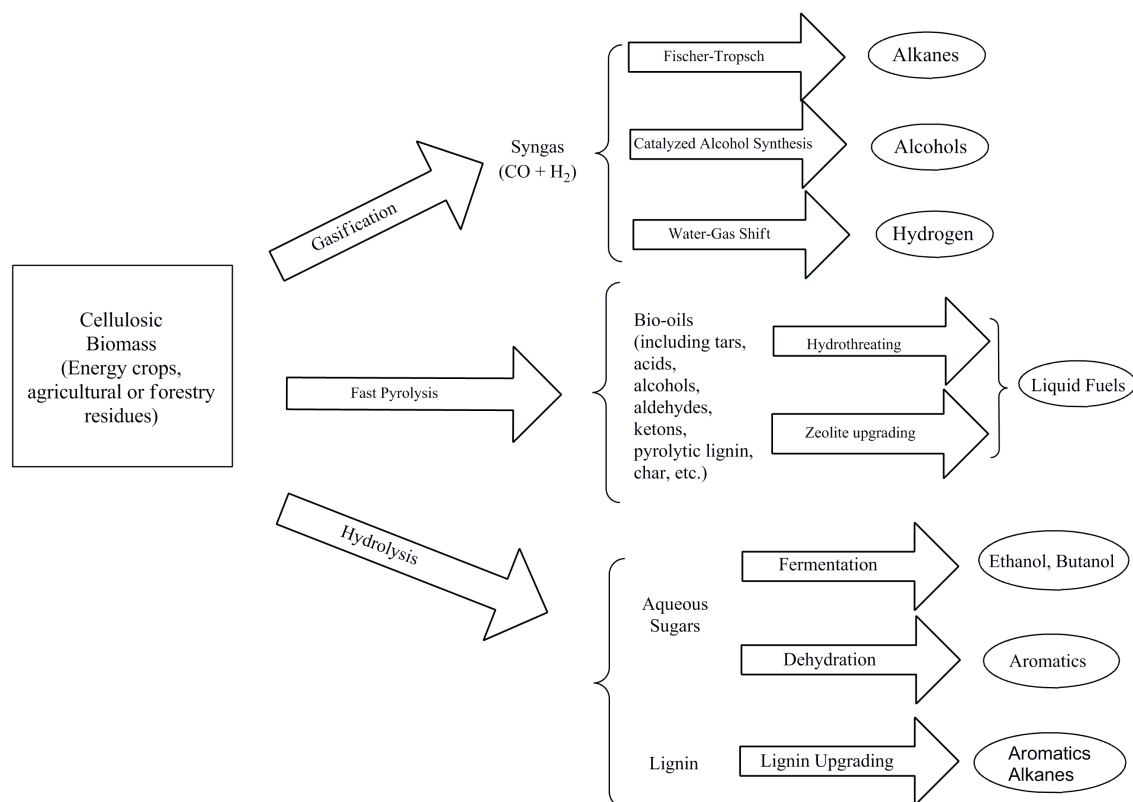 Cellulosic
Biomass
(Energy crops,
agricultural or forestry
residues)
Gasification
Syngas
(CO + H₂)
Fischer-Tropsch
Alkanes
Catalyzed Alcohol Synthesis
Alcohols
Water-Gas Shift
Hydrogen
Fast Pyrolysis
Bio-oils
(including tars,
acids,
alcohols,
aldehydes,
ketons,
pyrolytic lignin,
char, etc.)
Hydrothreating
Zeolite upgrading
Liquid Fuels
Hydrolysis
Aqueous
Sugars
Fermentation
Ethanol, Butanol
Dehydration
Aromatics
Lignin
Lignin Upgrading
Aromatics
Alkanes